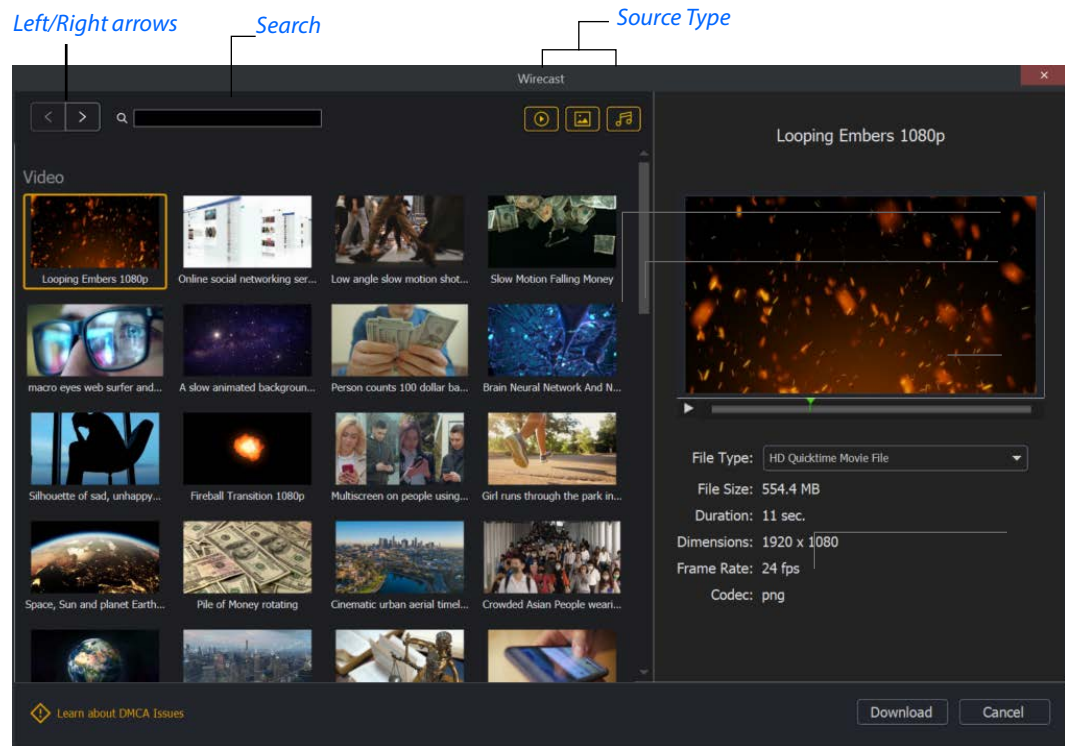 Left/Right arrows
Search
Source Type
Wirecast
Looping Embers 1080p
Video
Looping Embers 1080p
Online social networking ser...
Low angle slow motion shot...
Slow Motion Falling Money
macro eyes web surfer and...
A slow animated backgroun...
Person counts 100 dollar ba...
Brain Neural Network And N...
Silhouette of sad, unhappy...
Fireball Transition 1080p
Multiscreen on people using...
Girl runs through the park in...
Space, Sun and planet Earth...
Pile of Money rotating
Cinematic urban aerial timel...
Crowded Asian People weari...
File Type: HD Quicktime Movie File
File Size: 554.4 MB
Duration: 11 sec.
Dimensions: 1920 x 1080
Frame Rate: 24 fps
Codec: png
Learn about DMCA Issues
Download
Cancel